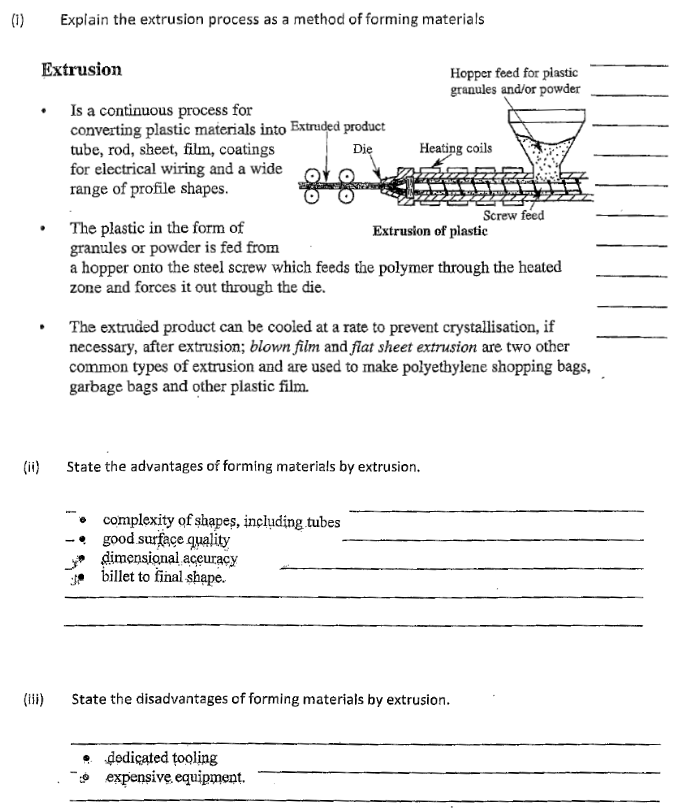 (i) Explain the extrusion process as a method of forming materials
Extrusion
Hopper feed for plastic
granules and/or powder
• Is a continuous process for
converting plastic materials into
tube, rod, sheet, film, coatings
for electrical wiring and a wide
range of profile shapes.
Extruded product
Die
Heating coils
Screw feed
Extrusion of plastic
• The plastic in the form of
granules or powder is fed from
a hopper onto the steel screw which feeds the polymer through the heated
zone and forces it out through the die.
• The extruded product can be cooled at a rate to prevent crystallisation, if
necessary, after extrusion; blown film and flat sheet extrusion are two other
common types of extrusion and are used to make polyethylene shopping bags,
garbage bags and other plastic film.
(ii) State the advantages of forming materials by extrusion.
• complexity of shapes, including tubes
• good surface quality
• dimensional accuracy
• billet to final shape.
(iii) State the disadvantages of forming materials by extrusion.
• dedicated tooling
• expensive equipment.